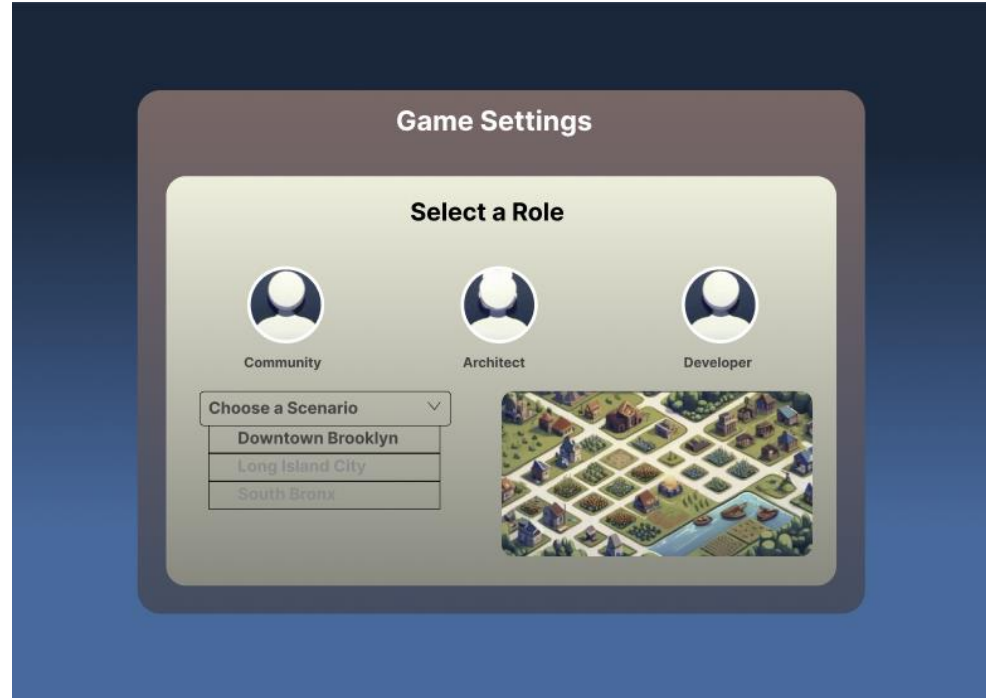 Game Settings
Select a Role
Community
Architect
Developer
Choose a Scenario
Downtown Brooklyn
Long Island City
South Bronx